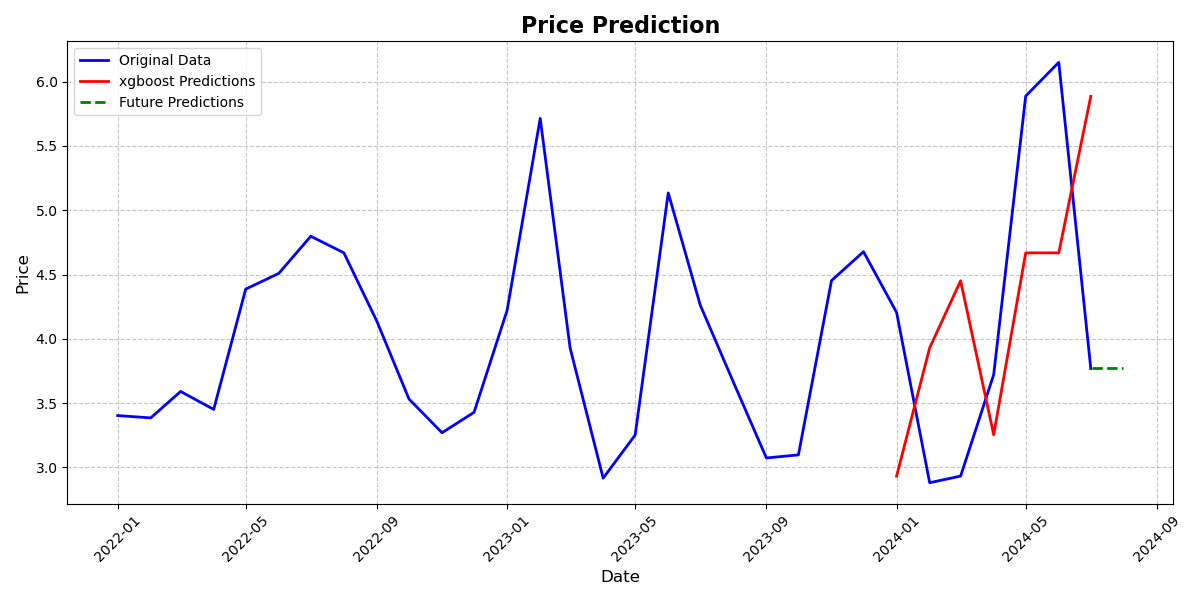 Price Prediction
Original Data
xgboost Predictions
Future Predictions
Price
6.0
5.5
5.0
4.5
4.0
3.5
3.0
2022-01
2022-05
2022-09
2023-01
2023-05
2023-09
2024-01
2024-05
2024-09
Date